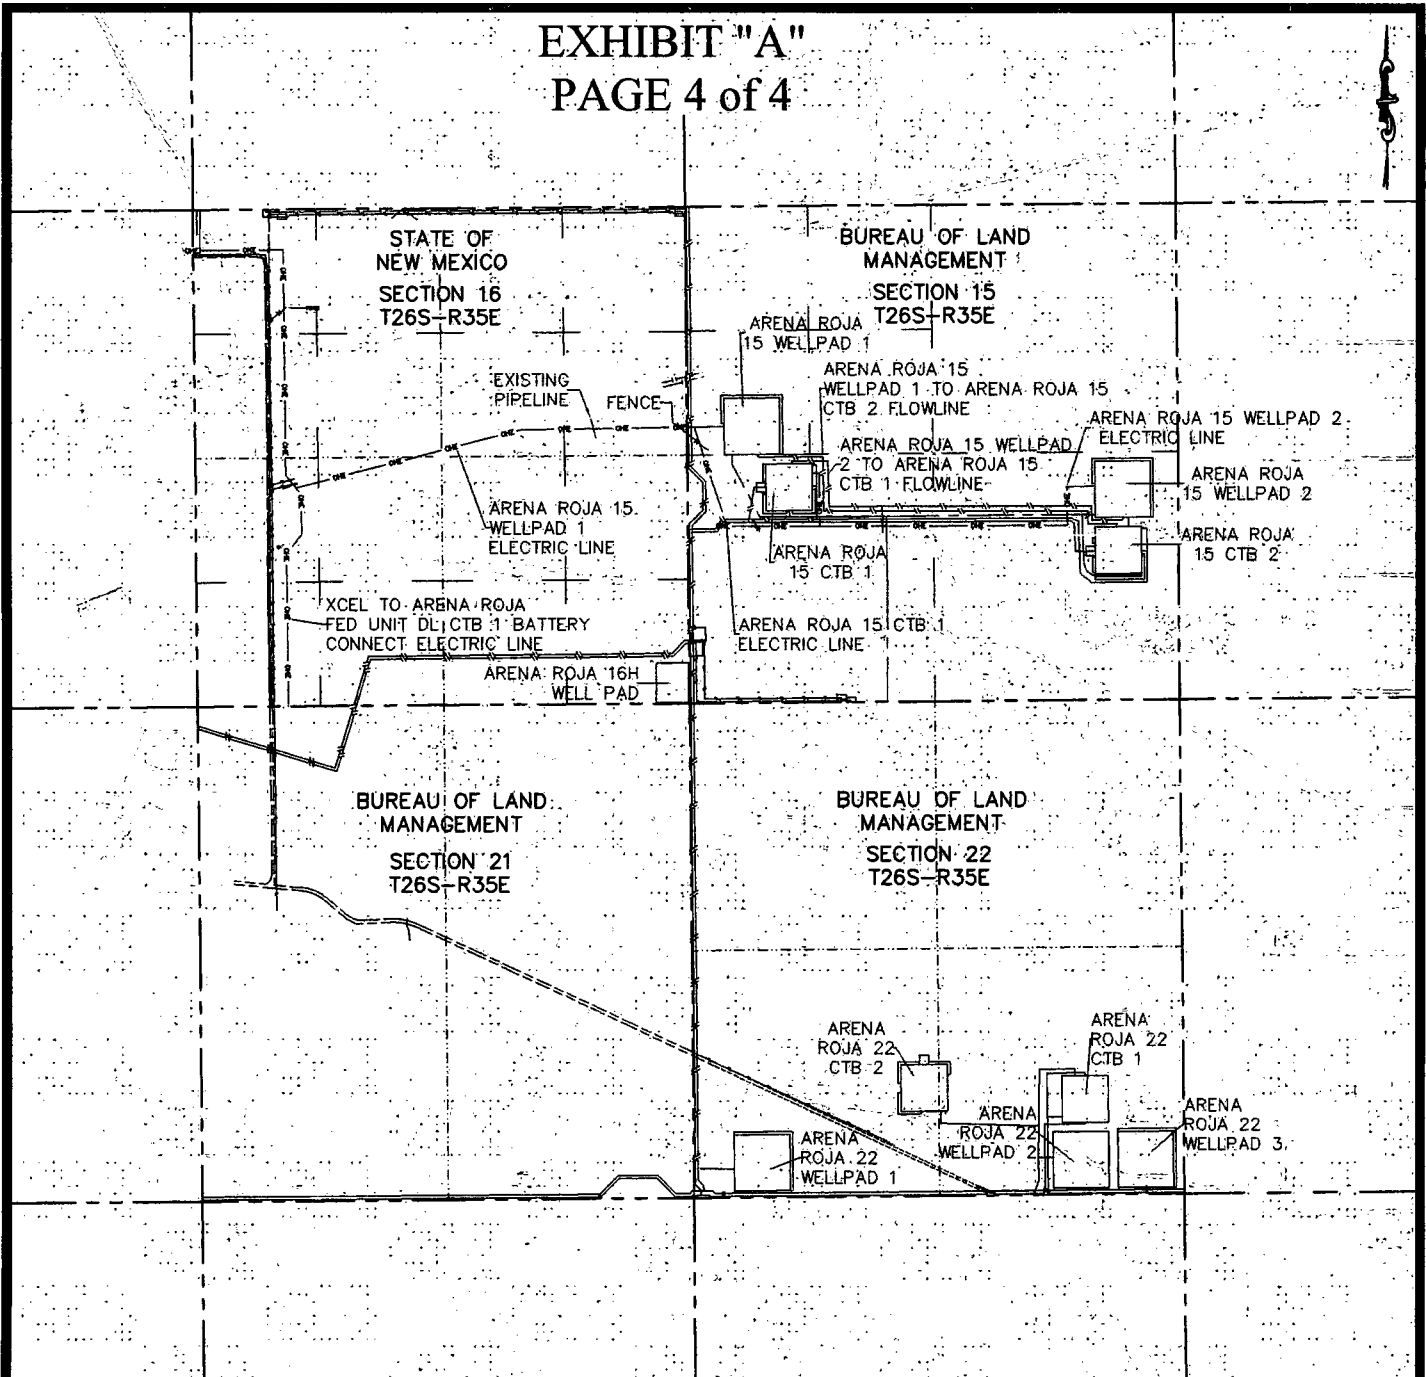 EXHIBIT "A"
PAGE 4 of 4
STATE OF
NEW MEXICO
SECTION 16
T26S-R35E
BUREAU OF LAND
MANAGEMENT
SECTION 15
T26S-R35E
ARENA ROJA
15 WELLPAD 1
ARENA ROJA 15
WELLPAD 1 TO ARENA ROJA 15
CTB 2 FLOWLINE
EXISTING
PIPELINE
FENCE
ARENA ROJA 15 WELLPAD 2
ELECTRIC LINE
ARENA ROJA 15 WELLPAD
2 TO ARENA ROJA 15
CTB 1 FLOWLINE
ARENA ROJA
15 WELLPAD 2
ARENA ROJA 15
WELLPAD 1
ELECTRIC LINE
ARENA ROJA
15 CTB 1
ARENA ROJA
15 CTB 2
XCEL TO ARENA ROJA
FED UNIT DL CTB 1 BATTERY
CONNECT ELECTRIC LINE
ARENA ROJA 15 CTB 1
ELECTRIC LINE
ARENA ROJA 16H
WELL PAD
BUREAU OF LAND
MANAGEMENT
SECTION 21
T26S-R35E
BUREAU OF LAND
MANAGEMENT
SECTION 22
T26S-R35E
ARENA
ROJA 22
CTB 2
ARENA
ROJA 22
CTB 1
ARENA
ROJA 22
WELLPAD 1
ARENA
ROJA 22
WELLPAD 2
ARENA
ROJA 22
WELLPAD 3